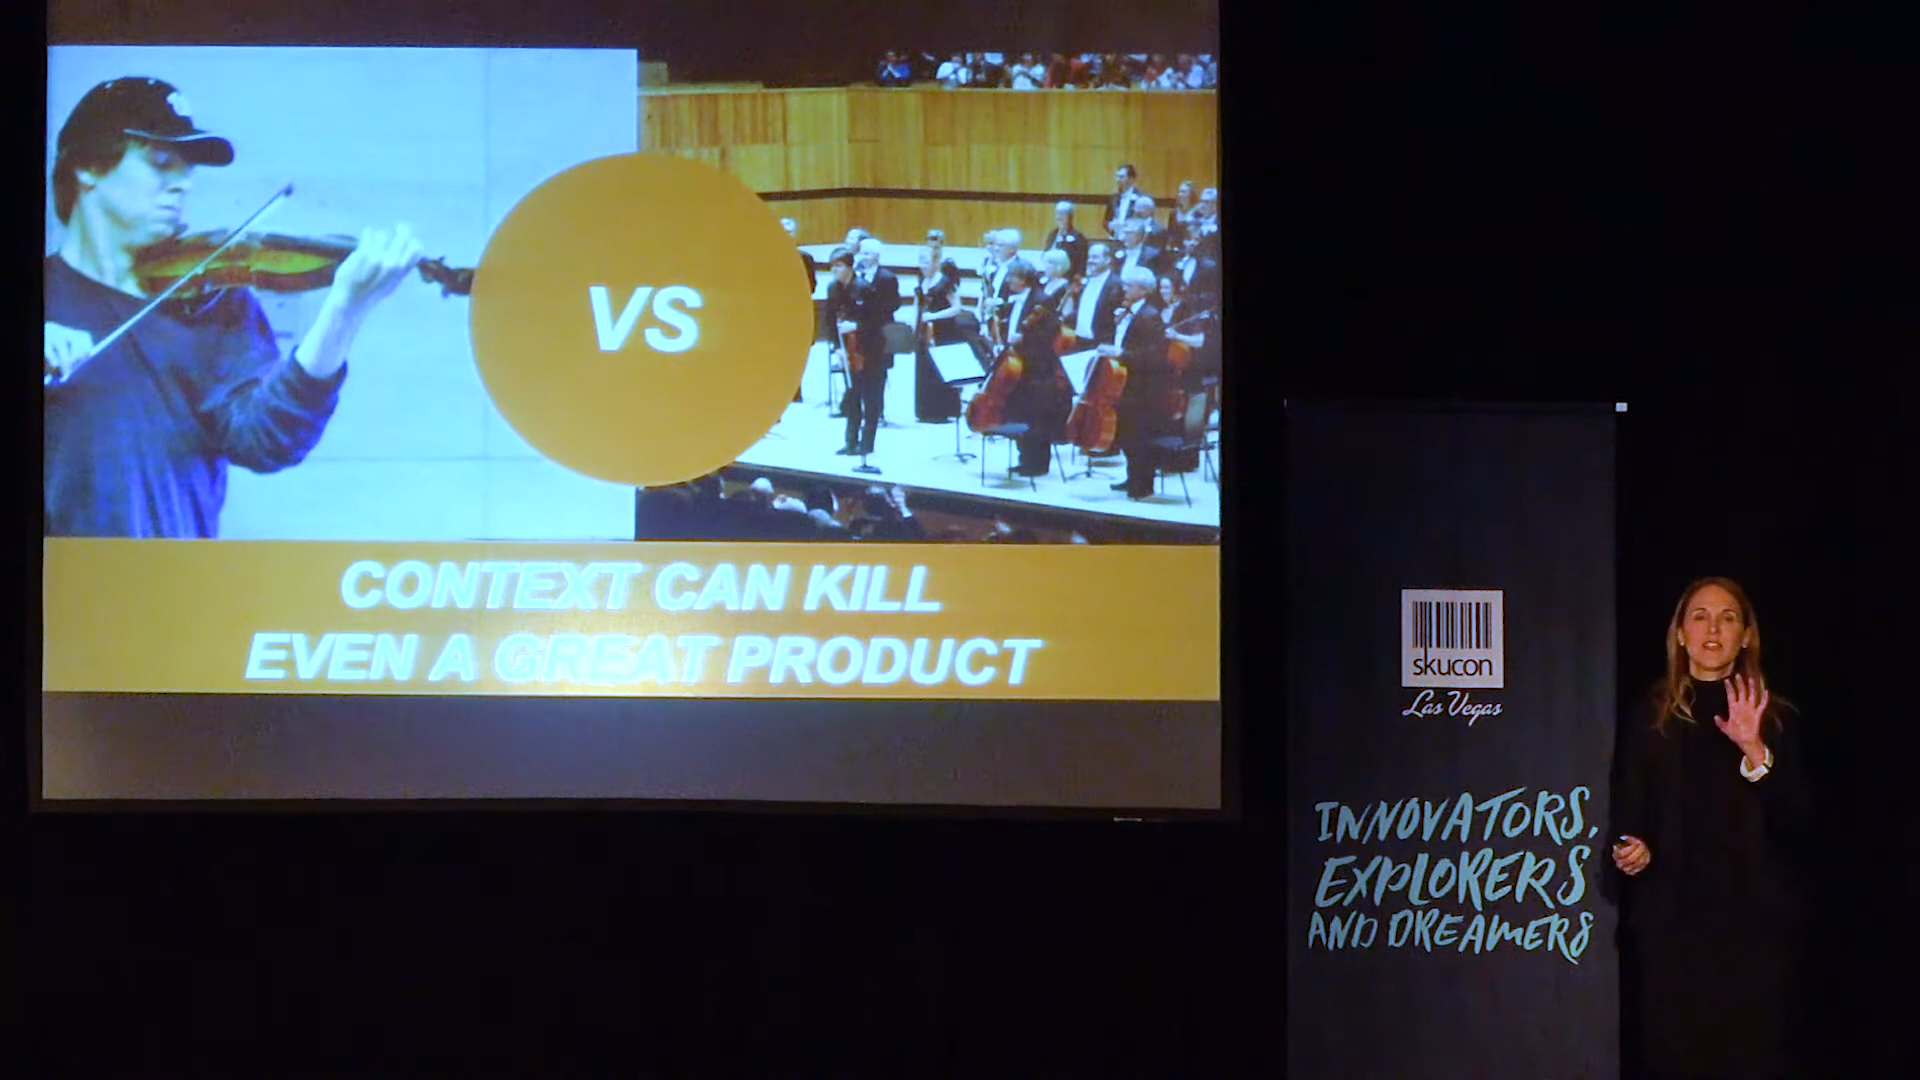 VS
CONTEXT CAN KILL
EVEN A GREAT PRODUCT
skucon
Las Vegas
INNOVATORS,
EXPLORERS
AND DREAMERS